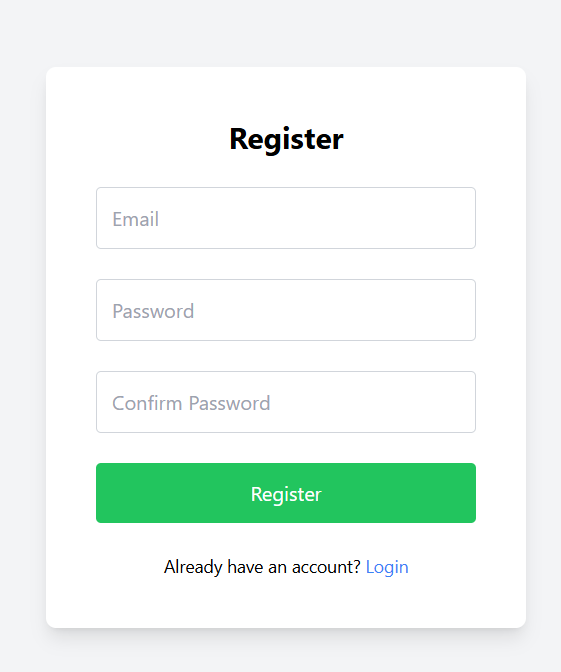 Register
Email
Password
Confirm Password
Register
Already have an account? Login